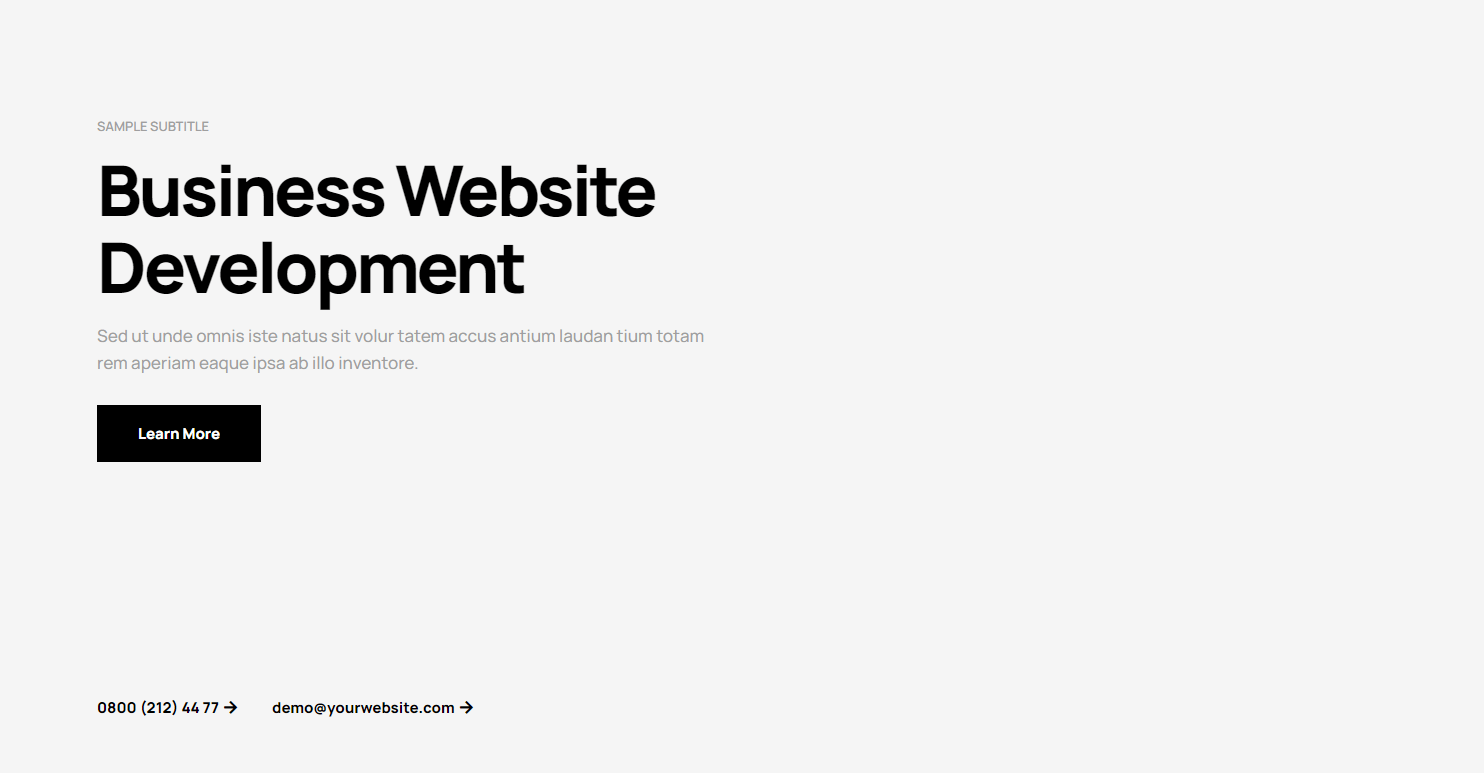 SAMPLE SUBTITLE
Business Website
Development
Sed ut unde omnis iste natus sit volur tatem accus antium laudan tium totam
rem aperiam eaque ipsa ab illo inventore.
Learn More
0800 (212) 44 77 → demo@yourwebsite.com →